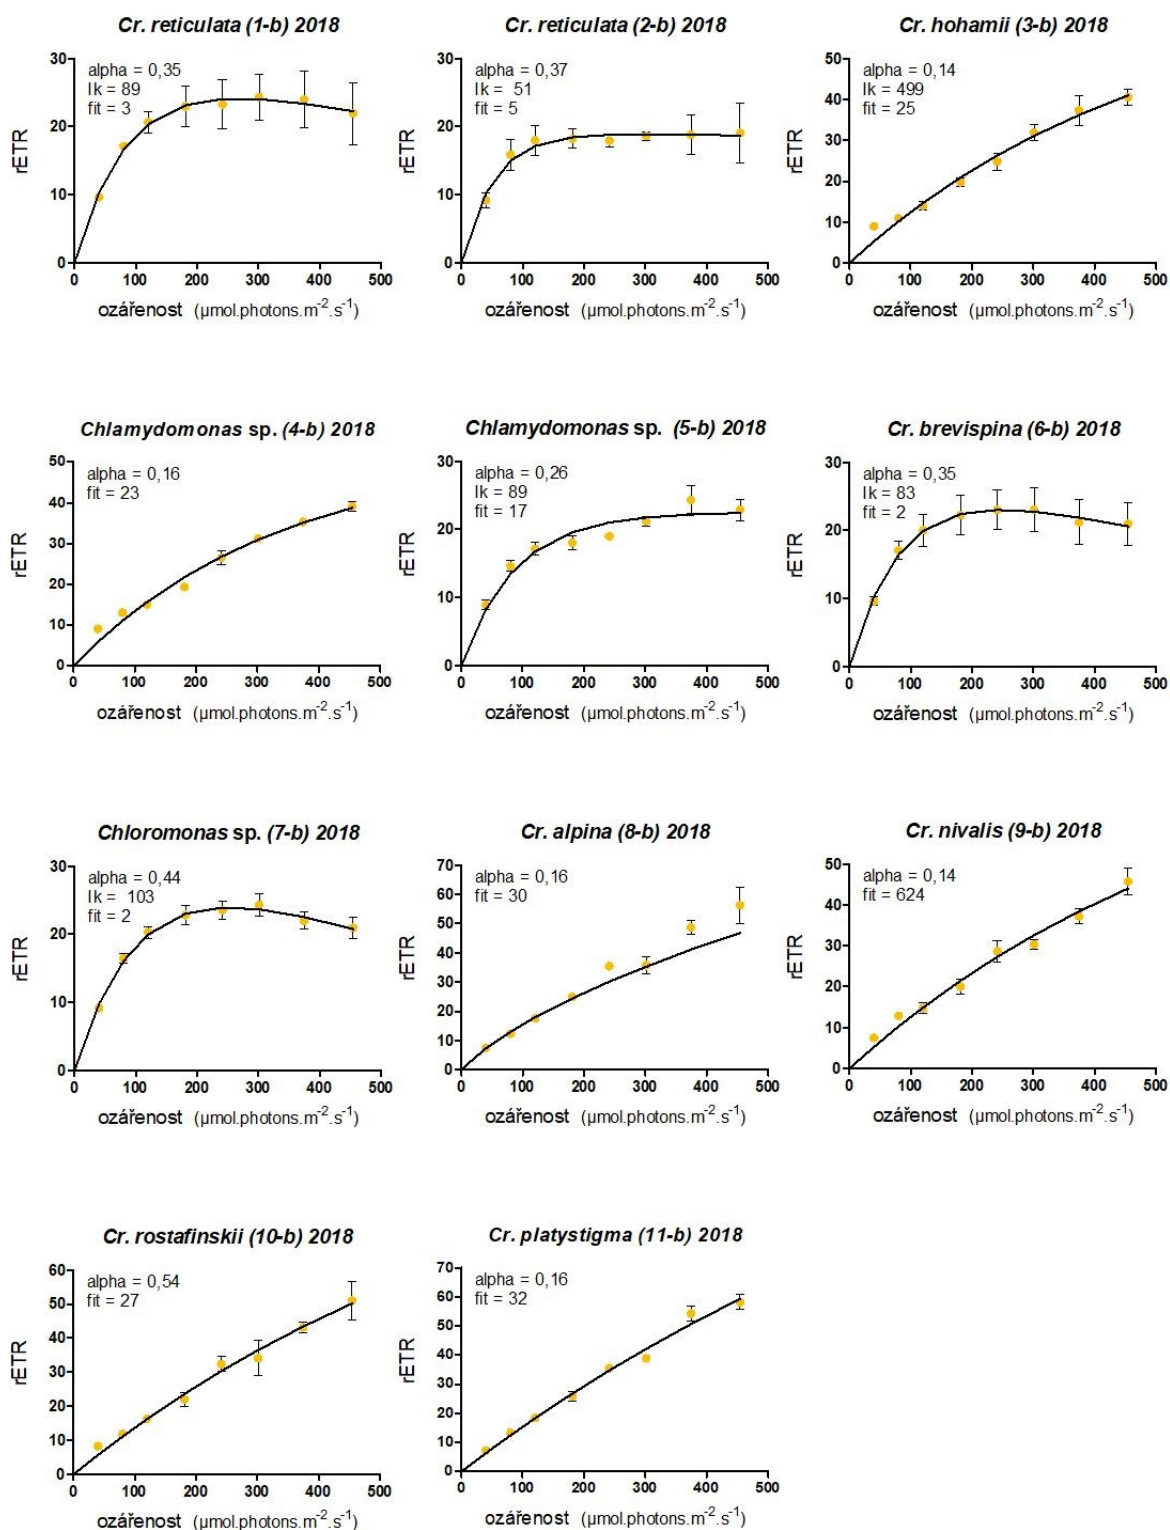 Cr. reticulata (1-b) 2018
alpha = 0,35
Ik = 89
fit = 3
rETR
30
20
10
0
0 100 200 300 400 500
ozářenost (µmol.photons.m-2.s-1)
Cr. reticulata (2-b) 2018
alpha = 0,37
Ik = 51
fit = 5
rETR
30
20
10
0
0 100 200 300 400 500
ozářenost (µmol.photons.m-2.s-1)
Cr. hohamii (3-b) 2018
alpha = 0,14
Ik = 499
fit = 25
rETR
50
40
30
20
10
0
0 100 200 300 400 500
ozářenost (µmol.photons.m-2.s-1)
Chlamydomonas sp. (4-b) 2018
alpha = 0,16
fit = 23
rETR
50
40
30
20
10
0
0 100 200 300 400 500
ozářenost (µmol.photons.m-2.s-1)
Chlamydomonas sp. (5-b) 2018
alpha = 0,26
Ik = 89
fit = 17
rETR
30
20
10
0
0 100 200 300 400 500
ozářenost (µmol.photons.m-2.s-1)
Cr. brevispina (6-b) 2018
alpha = 0,35
Ik = 83
fit = 2
rETR
30
20
10
0
0 100 200 300 400 500
ozářenost (µmol.photons.m-2.s-1)
Chloromonas sp. (7-b) 2018
alpha = 0,44
Ik = 103
fit = 2
rETR
30
20
10
0
0 100 200 300 400 500
ozářenost (µmol.photons.m-2.s-1)
Cr. alpina (8-b) 2018
alpha = 0,16
fit = 30
rETR
70
60
50
40
30
20
10
0
0 100 200 300 400 500
ozářenost (µmol.photons.m-2.s-1)
Cr. nivalis (9-b) 2018
alpha = 0,14
fit = 624
rETR
50
40
30
20
10
0
0 100 200 300 400 500
ozářenost (µmol.photons.m-2.s-1)
Cr. rostafinskii (10-b) 2018
alpha = 0,54
fit = 27
rETR
60
50
40
30
20
10
0
0 100 200 300 400 500
ozářenost (µmol.photons.m-2.s-1)
Cr. platystigma (11-b) 2018
alpha = 0,16
fit = 32
rETR
70
60
50
40
30
20
10
0
0 100 200 300 400 500
ozářenost (µmol.photons.m-2.s-1)